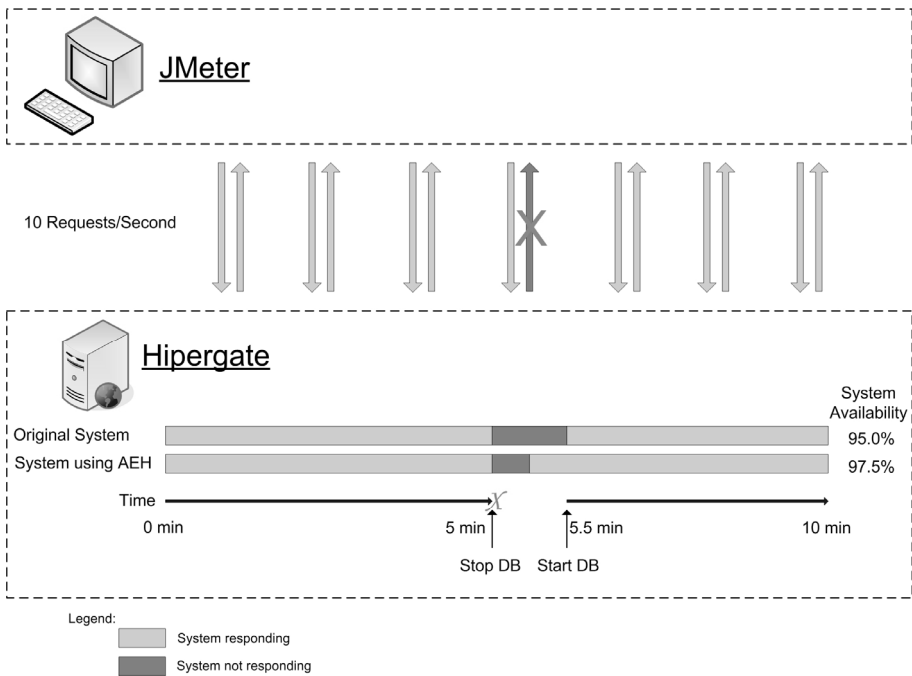 JMeter
10 Requests/Second
X
Hipergate
System
Availability
Original System
95.0%
System using AEH
97.5%
Time
X
0 min
5 min
5.5 min
10 min
Stop DB
Start DB
Legend:
System responding
System not responding